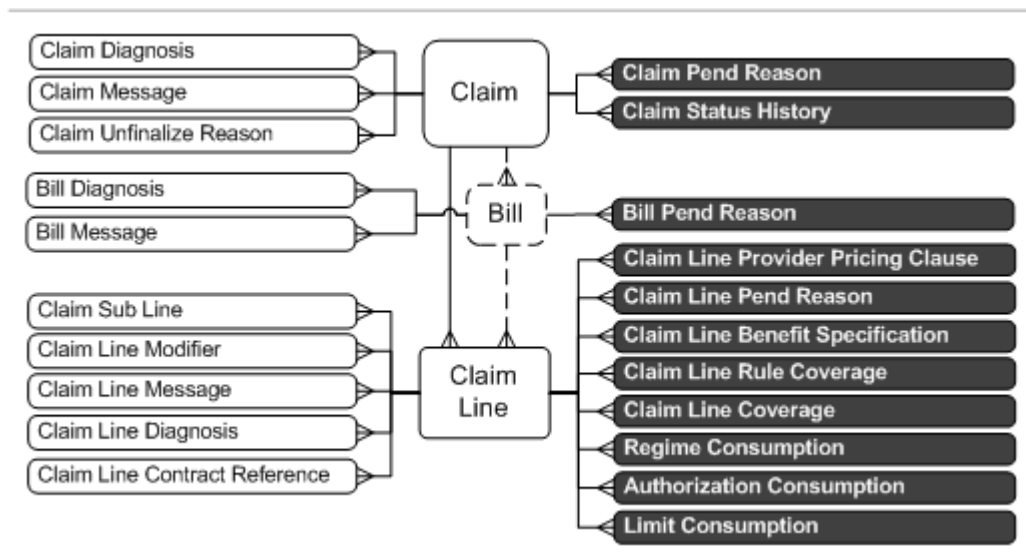 Claim Diagnosis
Claim Message
Claim Unfinalize Reason
Claim
Claim Pend Reason
Claim Status History
Bill Diagnosis
Bill Message
Bill
Bill Pend Reason
Claim Sub Line
Claim Line Modifier
Claim Line Message
Claim Line Diagnosis
Claim Line Contract Reference
Claim
Line
Claim Line Provider Pricing Clause
Claim Line Pend Reason
Claim Line Benefit Specification
Claim Line Rule Coverage
Claim Line Coverage
Regime Consumption
Authorization Consumption
Limit Consumption